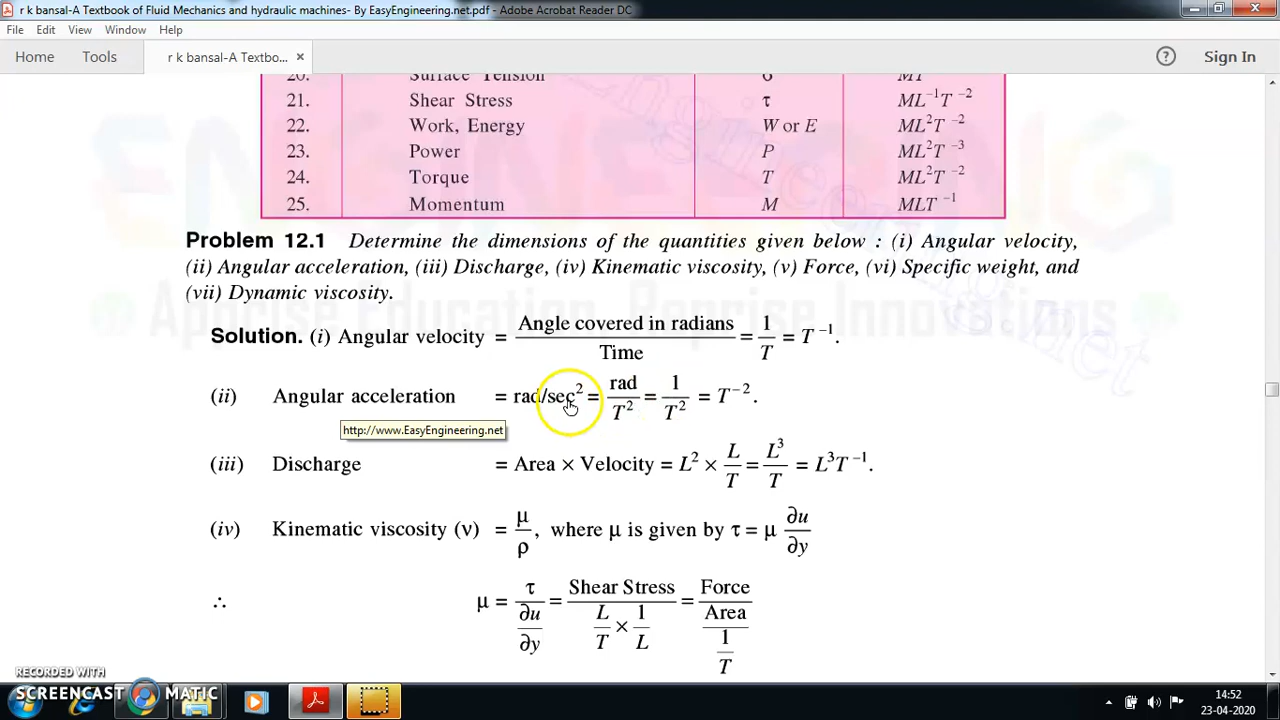 r k bansal-A Textbook of Fluid Mechanics and hydraulic machines- By EasyEngineering.net.pdf - Adobe Acrobat Reader DC
File Edit View Window Help
Home Tools r k bansal-A Textbo... × ? Sign In
20. Surface Tension σ
21. Shear Stress τ ML⁻¹T⁻²
22. Work, Energy W or E ML²T⁻²
23. Power P ML²T⁻³
24. Torque T ML²T⁻²
25. Momentum M MLT⁻¹
Problem 12.1 Determine the dimensions of the quantities given below : (i) Angular velocity,
(ii) Angular acceleration, (iii) Discharge, (iv) Kinematic viscosity, (v) Force, (vi) Specific weight, and
(vii) Dynamic viscosity.
Solution. (i) Angular velocity = Angle covered in radians / Time = 1/T = T⁻¹.
(ii) Angular acceleration = rad/sec² = rad/T² = 1/T² = T⁻².
http://www.EasyEngineering.net
(iii) Discharge = Area × Velocity = L² × L/T = L³/T = L³T⁻¹.
(iv) Kinematic viscosity (ν) = μ/ρ, where μ is given by τ = μ ∂u/∂y
∴ μ = τ / (∂u/∂y) = Shear Stress / (L/T × 1/L) = (Force/Area) / (1/T)
RECORDED WITH
SCREENCAST MATIC
14:52
23-04-2020